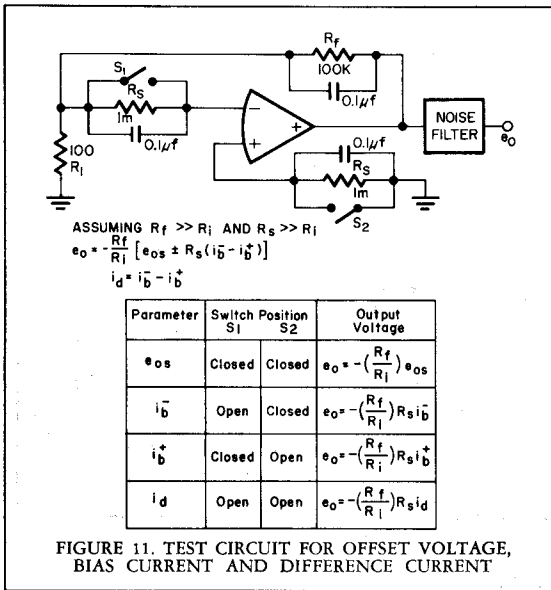 Rf
100K
0.1μf
S1
Rs
1m
0.1μf
100
Ri
−
+
+
0.1μf
Rs
1m
S2
NOISE
FILTER
eo
ASSUMING Rf >> Ri AND Rs >> Ri
eo = -Rf/Ri [eos ± Rs(ib⁻ - ib⁺)]
id = ib⁻ - ib⁺
Parameter Switch Position Output
S1 S2 Voltage
eos Closed Closed eo = -(Rf/Ri) eos
ib⁻ Open Closed eo = -(Rf/Ri) Rs ib⁻
ib⁺ Closed Open eo = -(Rf/Ri) Rs ib⁺
id Open Open eo = -(Rf/Ri) Rs id
FIGURE 11. TEST CIRCUIT FOR OFFSET VOLTAGE,
BIAS CURRENT AND DIFFERENCE CURRENT